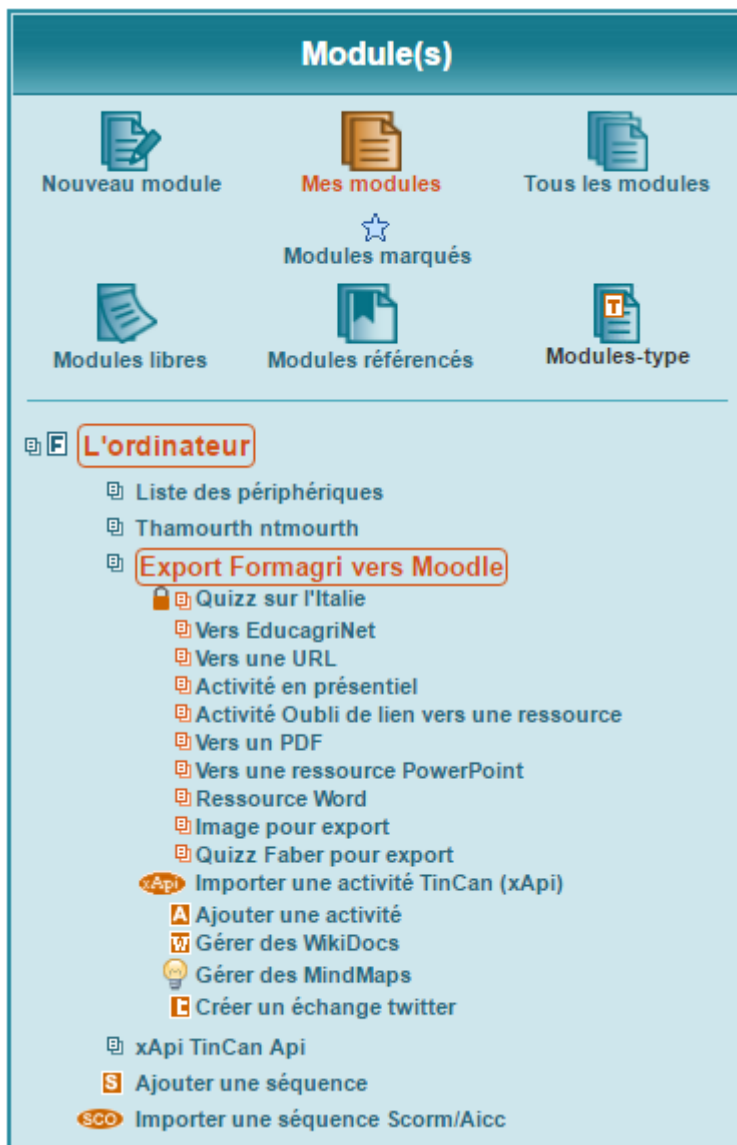 Module(s)
Nouveau module
Mes modules
Tous les modules
Modules marqués
Modules libres
Modules référencés
T
Modules-type
F L'ordinateur
Liste des périphériques
Thamourth ntmourth
Export Formagri vers Moodle
Quizz sur l'Italie
Vers EducagriNet
Vers une URL
Activité en présentiel
Activité Oubli de lien vers une ressource
Vers un PDF
Vers une ressource PowerPoint
Ressource Word
Image pour export
Quizz Faber pour export
xApi Importer une activité TinCan (xApi)
A Ajouter une activité
W Gérer des WikiDocs
Gérer des MindMaps
t Créer un échange twitter
xApi TinCan Api
S Ajouter une séquence
SCO Importer une séquence Scorm/Aicc